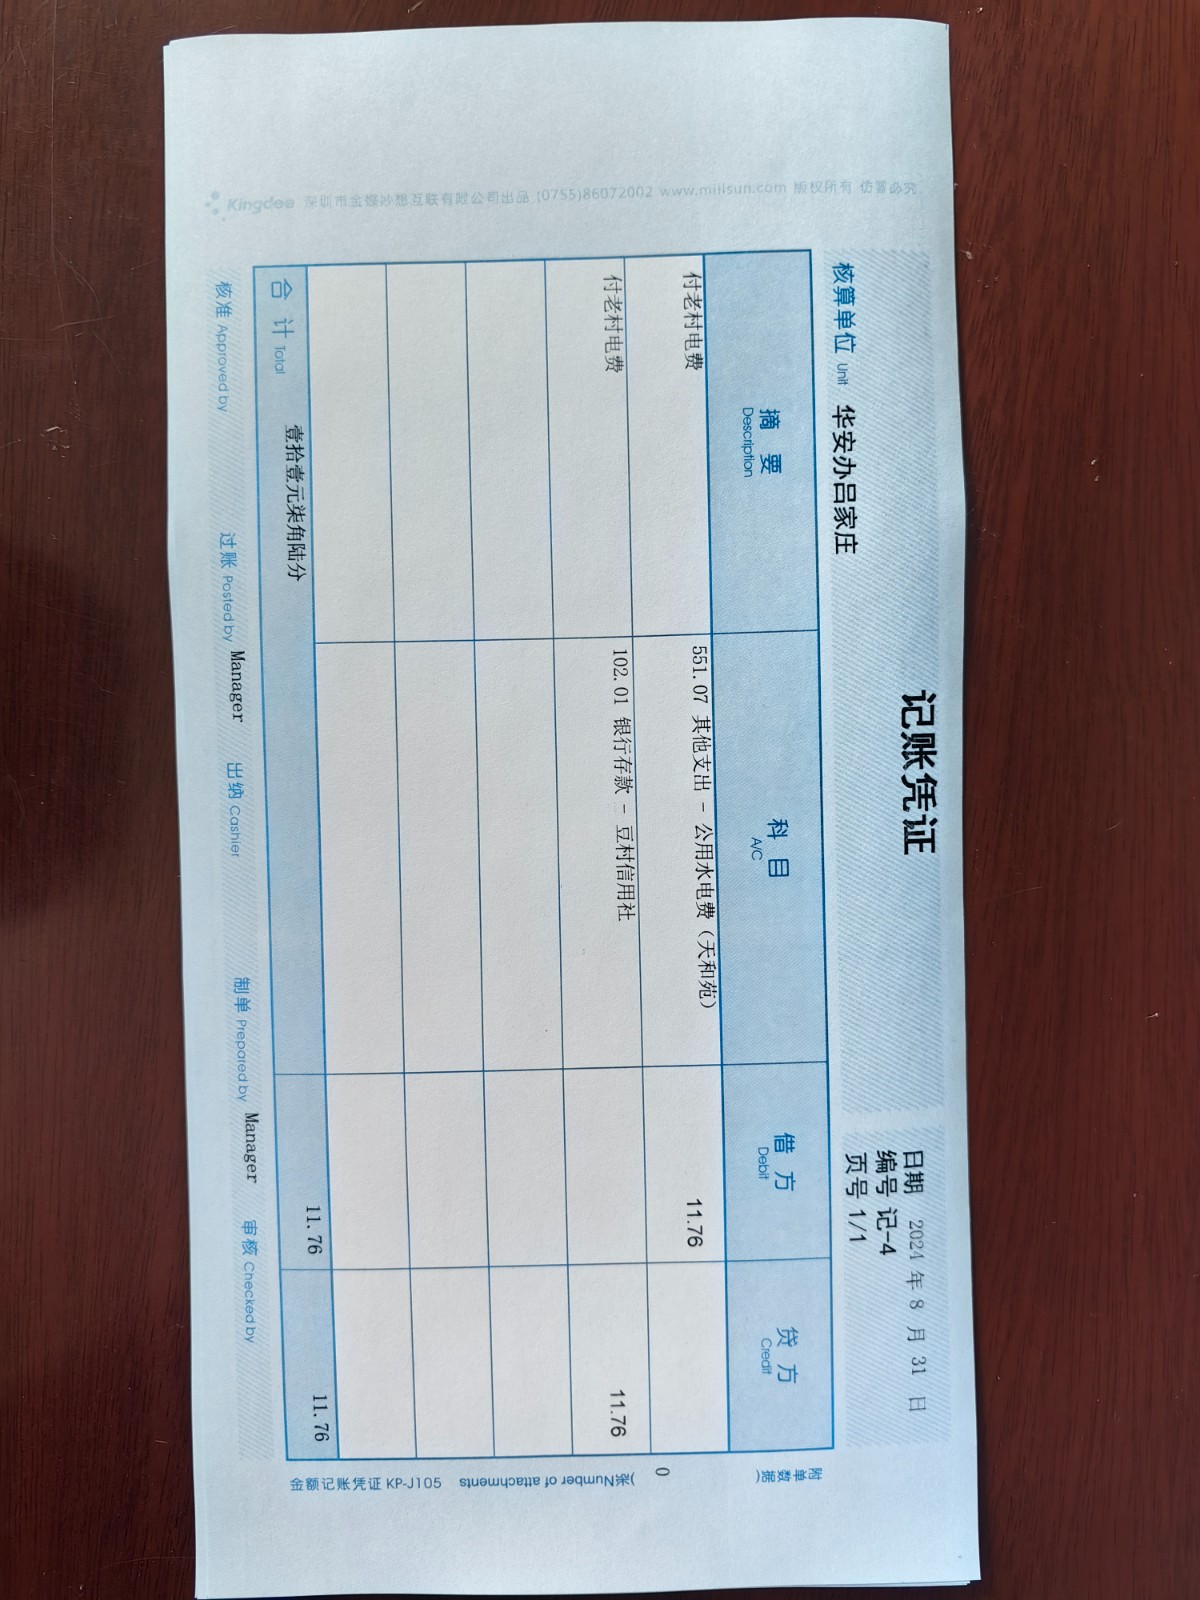 记账凭证
日期 2024 年 8 月 31 日
编号 记-4
页号 1/1
核算单位 Unit 华安办吕家庄
摘 要 科 目 借 方 贷 方
Description A/C Debit Credit
付老村电费 551.07 其他支出 - 公用水电费（天和苑） 11.76
付老村电费 102.01 银行存款 - 豆村信用社 11.76
合 计 Total 壹拾壹元柒角陆分 11.76 11.76
核准 Approved by 过账 Posted by Manager 出纳 Cashier 制单 Prepared by Manager 审核 Checked by
附单数据(
0
)张Number of attachments
金额记账凭证 KP-J105
Kingdee 深圳市金蝶妙想互联有限公司出品 (0755)86072002 www.miiisun.com 版权所有 仿冒必究